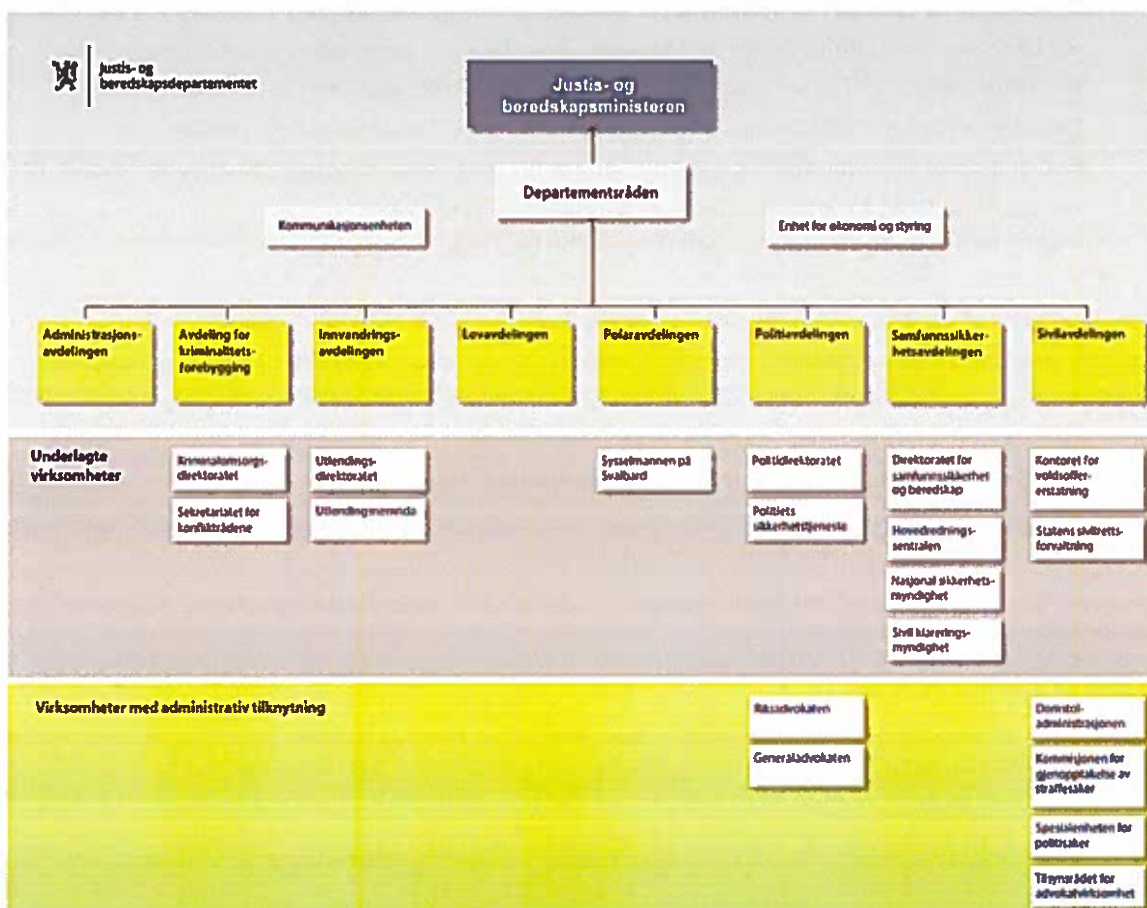 Justis- og
beredskapsdepartementet
Justis- og
beredskapsministeren
Departementsråden
Kommunikasjonsenheten
Enhet for økonomi og styring
Administrasjons-
avdelingen
Avdeling for
kriminalitets-
forebygging
Innvandrings-
avdelingen
Lovavdelingen
Polaravdelingen
Politiavdelingen
Samfunnssikker-
hetsavdelingen
Sivilavdelingen
Underlagte
virksomheter
Kriminalomsorgs-
direktoratet
Sekretariatet for
konfliktrådene
Utlendings-
direktoratet
Utlendingsnemnda
Sysselmannen på
Svalbard
Politidirektoratet
Politiets
sikkerhetstjeneste
Direktoratet for
samfunnssikkerhet
og beredskap
Hovedrednings-
sentralen
Nasjonal sikkerhets-
myndighet
Sivil klarerings-
myndighet
Kontoret for
voldsoffer-
erstatning
Statens sivilretts-
forvaltning
Virksomheter med administrativ tilknytning
Riksadvokaten
Generaladvokaten
Domstol-
administrasjonen
Kommisjonen for
gjenopptakelse av
straffesaker
Spesialenheten for
politisaker
Tilsynsrådet for
advokatvirksomhet